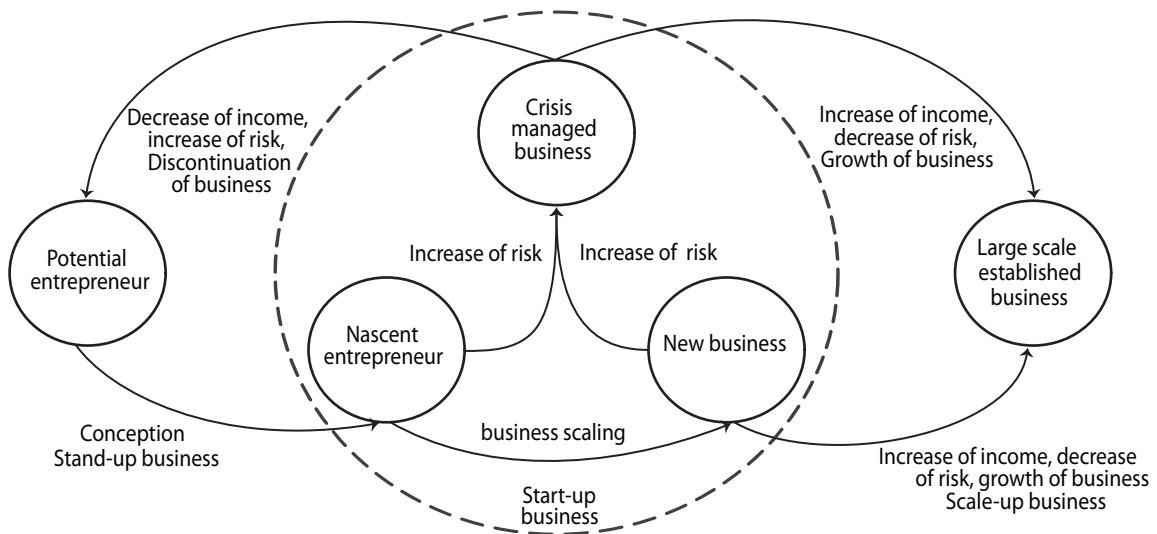 Crisis
managed
business
Decrease of income,
increase of risk,
Discontinuation
of business
Increase of income,
decrease of risk,
Growth of business
Potential
entrepreneur
Increase of risk
Increase of risk
Large scale
established
business
Nascent
entrepreneur
New business
Conception
Stand-up business
business scaling
Increase of income, decrease
of risk, growth of business
Scale-up business
Start-up
business